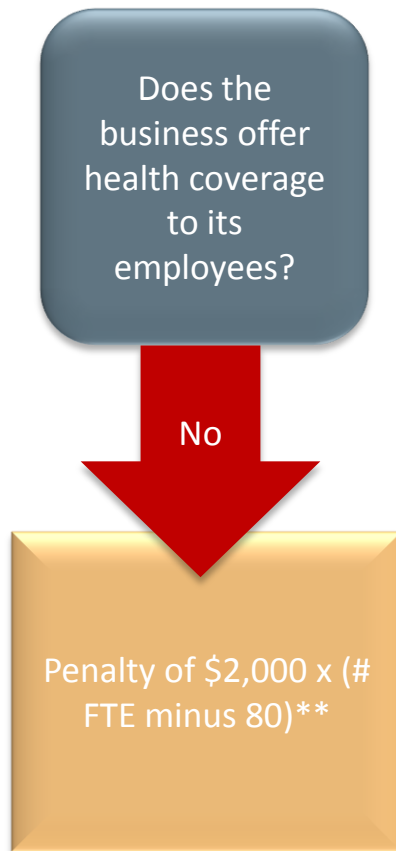 Does the
business offer
health coverage
to its
employees?
No
Penalty of $2,000 x (#
FTE minus 80)**